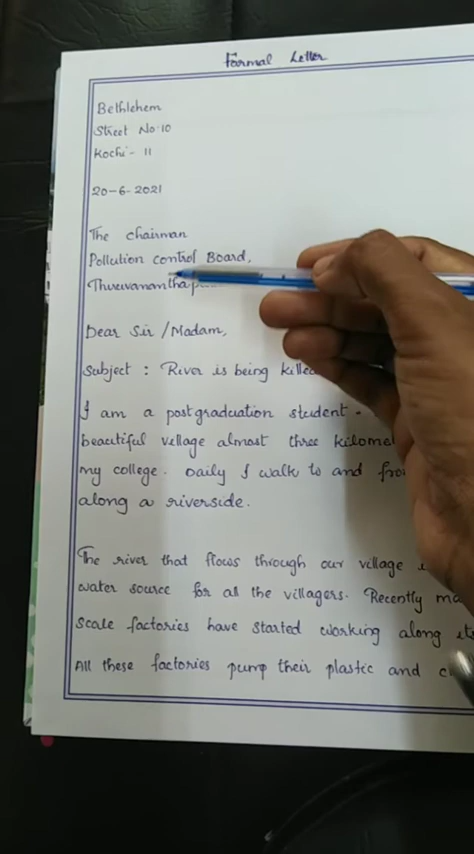 Formal Letter
Bethlehem
Street No-10
Kochi - 11
20-6-2021
The chairman
Pollution control Board,
Dear Sir /Madam,
Subject : River is being
I am a postgraduation student.
beautiful village almost three
my college. Daily I walk to and
along a riverside.
The river that flows through our village
water source for all the villagers. Recently
Scale factories have started working along
All these factories pump their plastic and